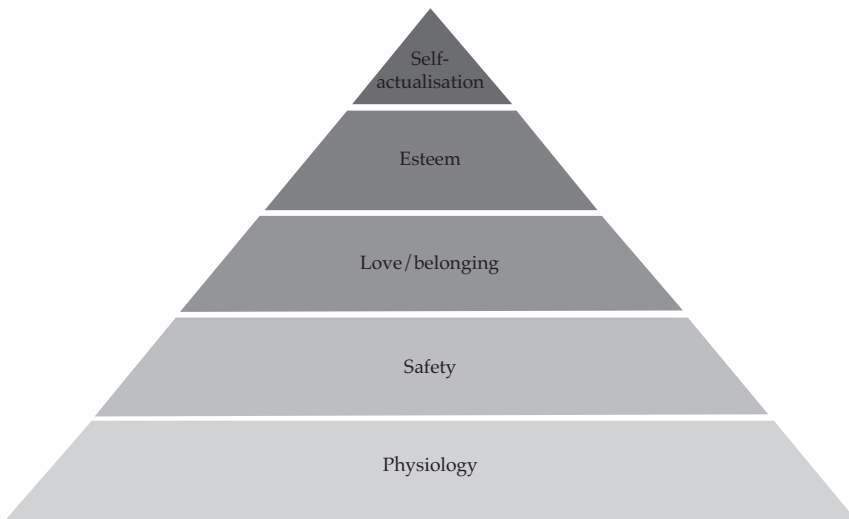 Self-
actualisation
Esteem
Love/belonging
Safety
Physiology